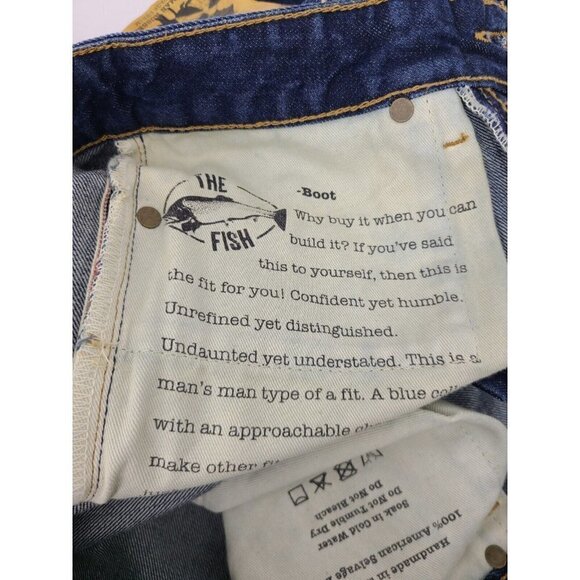 THE
FISH
-Boot
Why buy it when you can
build it? If you've said
this to yourself, then this is
the fit for you! Confident yet humble.
Unrefined yet distinguished.
Undaunted yet understated. This is a
man's man type of a fit. A blue
with an approachable
make other
Do Not Bleach
Do Not Tumble Dry
Soak in Cold Water
100% American Selvage
Handmade in